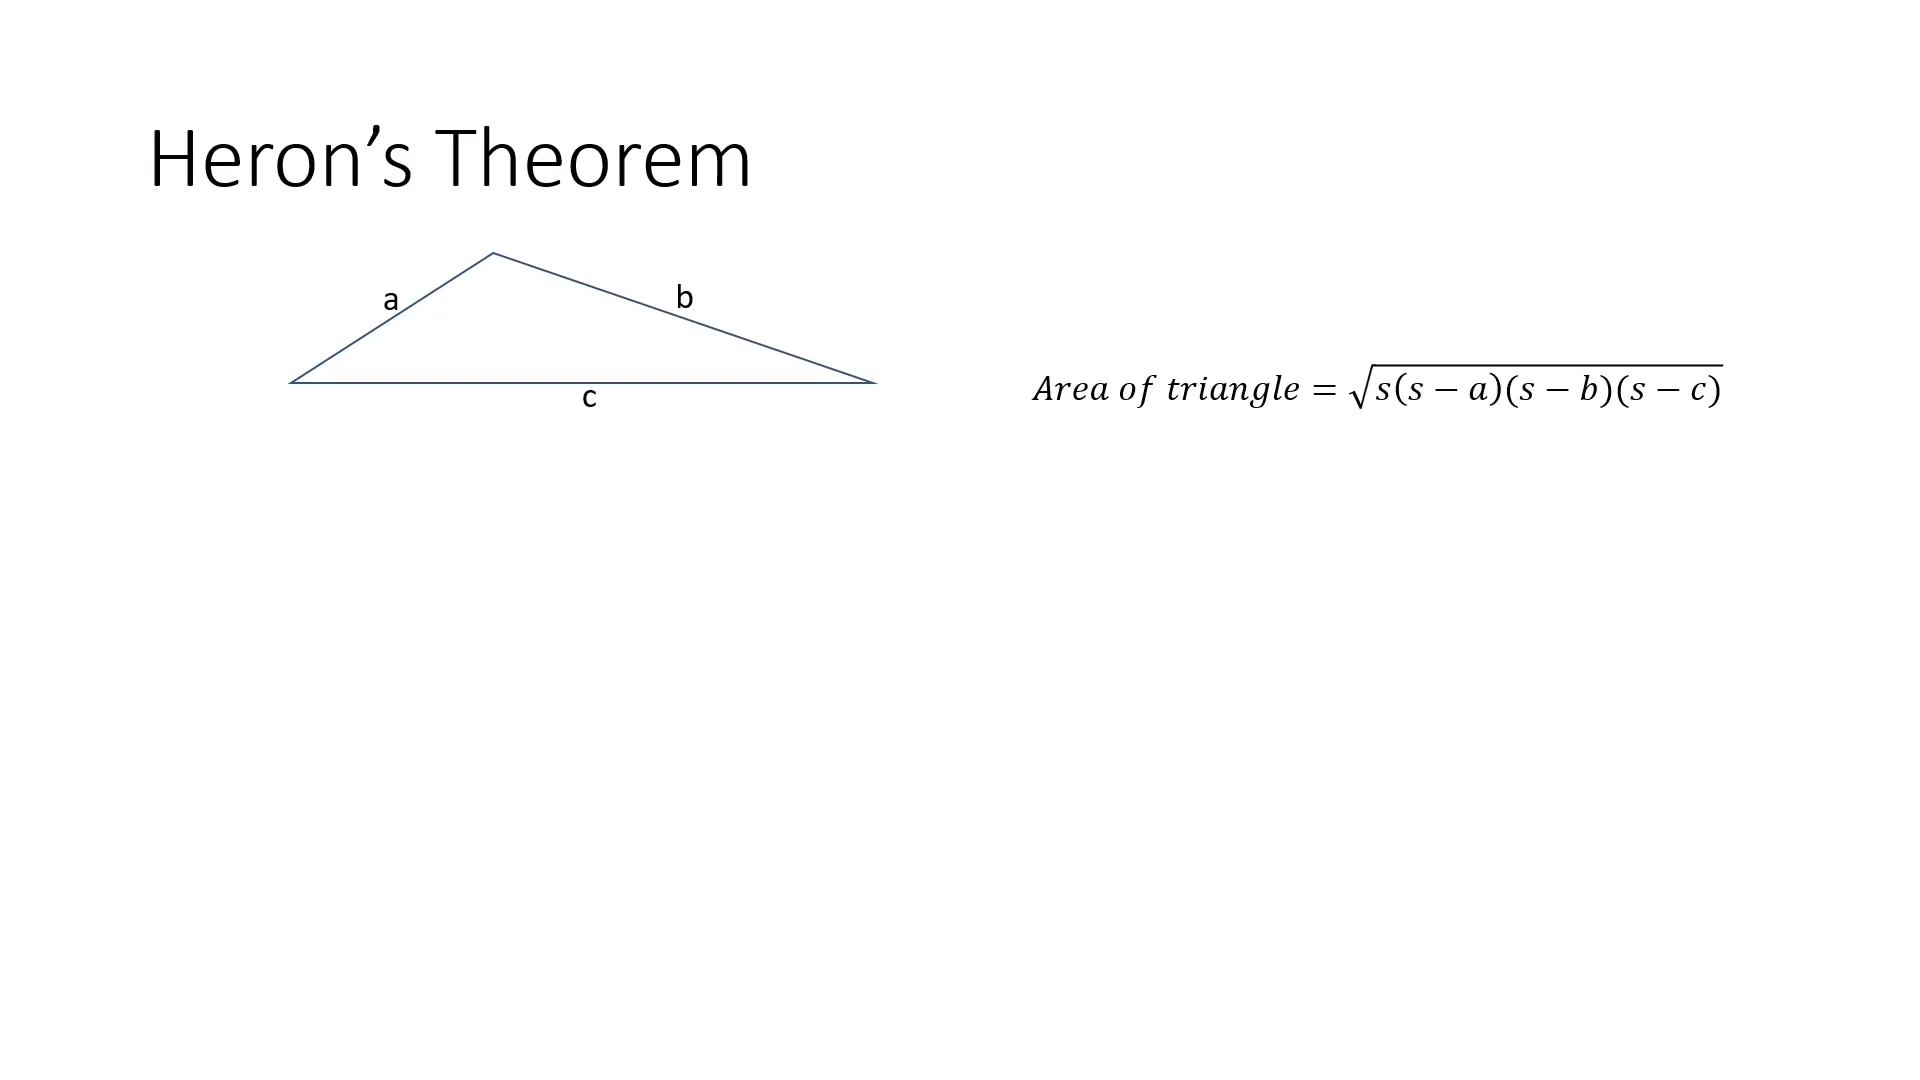 Heron’s Theorem
a
b
c
Area of triangle = √s(s − a)(s − b)(s − c)